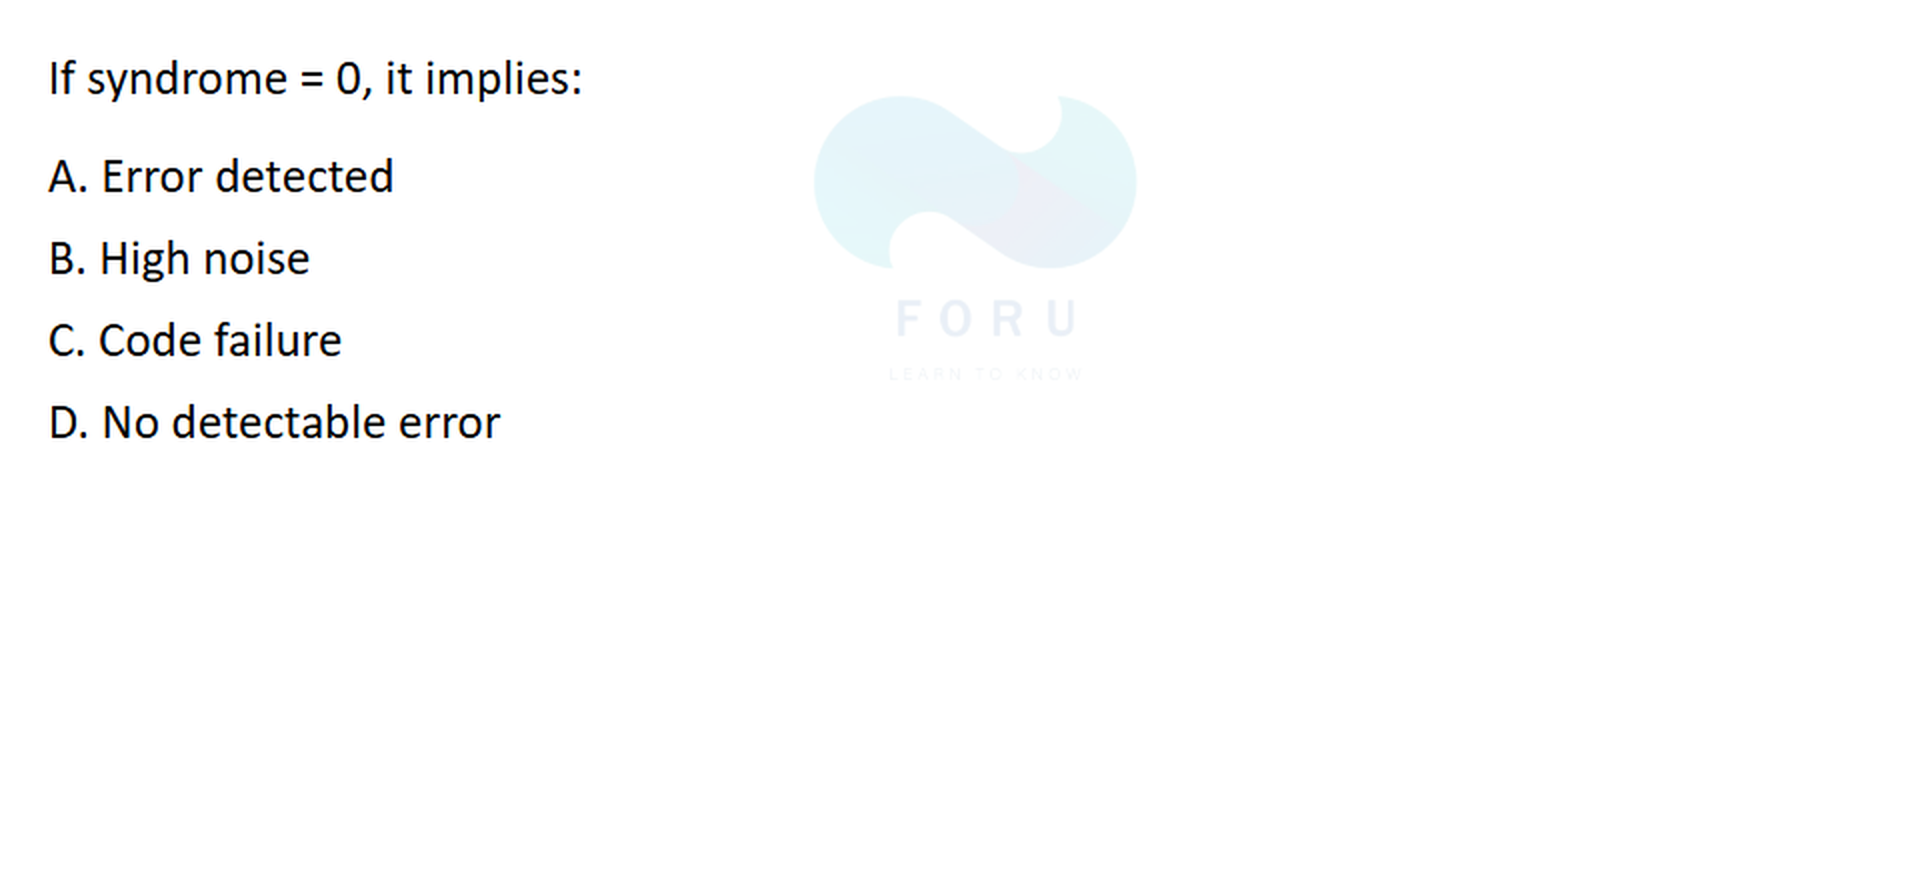 If syndrome = 0, it implies:
A. Error detected
B. High noise
C. Code failure
D. No detectable error
FORU
LEARN TO KNOW